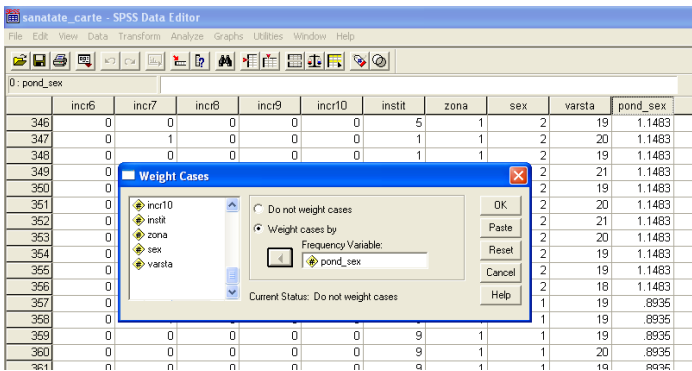 sanatate_carte - SPSS Data Editor
File Edit View Data Transform Analyze Graphs Utilities Window Help
0 : pond_sex
incr6 incr7 incr8 incr9 incr10 instit zona sex varsta pond_sex
346 0 0 0 0 0 5 1 2 19 1.1483
347 0 1 0 0 0 1 1 2 20 1.1483
348 0 0 0 0 0 1 1 2 19 1.1483
349 0 2 21 1.1483
350 0 2 19 1.1483
351 0 2 20 1.1483
352 0 2 21 1.1483
353 0 2 20 1.1483
354 0 2 19 1.1483
355 0 2 19 1.1483
356 0 2 18 1.1483
357 0 1 19 .8935
358 0 0 0 0 0 9 1 1 19 .8935
359 0 0 0 0 0 9 1 1 19 .8935
360 0 0 0 0 0 9 1 1 20 .8935
361 0 0 0 0 0 9 1 1 19 .8935
Weight Cases
incr10
instit
zona
sex
varsta
Do not weight cases
Weight cases by
Frequency Variable:
pond_sex
Current Status: Do not weight cases
OK
Paste
Reset
Cancel
Help